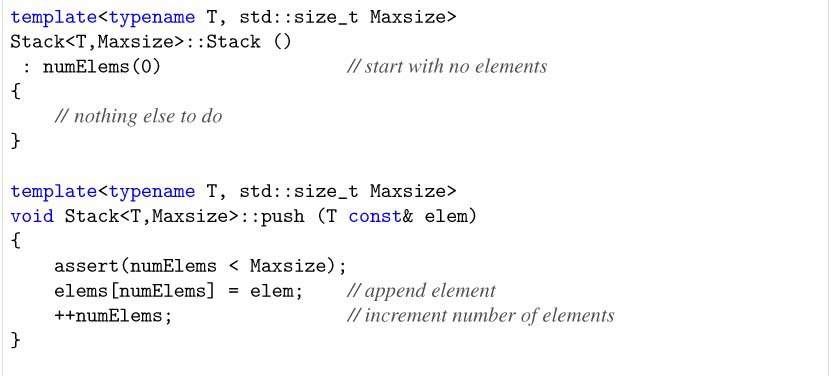 template<typename T, std::size_t Maxsize>
Stack<T,Maxsize>::Stack ()
 : numElems(0)                 // start with no elements
{
    // nothing else to do
}

template<typename T, std::size_t Maxsize>
void Stack<T,Maxsize>::push (T const& elem)
{
    assert(numElems < Maxsize);
    elems[numElems] = elem;    // append element
    ++numElems;                // increment number of elements
}